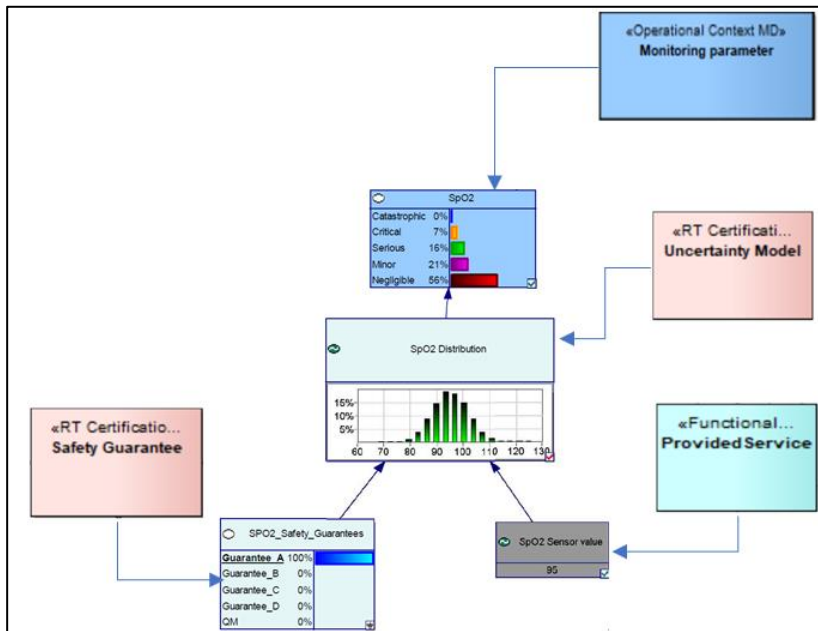 «Operational Context MD»
Monitoring parameter
SpO2
Catastrophic 0%
Critical 7%
Serious 16%
Minor 21%
Negligible 56%
«RT Certificati...
Uncertainty Model
SpO2 Distribution
15%
10%
5%
60 70 80 90 100 110 120 130
«RT Certificatio...
Safety Guarantee
«Functional...
Provided Service
SPO2_Safety_Guarantees
Guarantee_A 100%
Guarantee_B 0%
Guarantee_C 0%
Guarantee_D 0%
QM 0%
SpO2 Sensor value
95